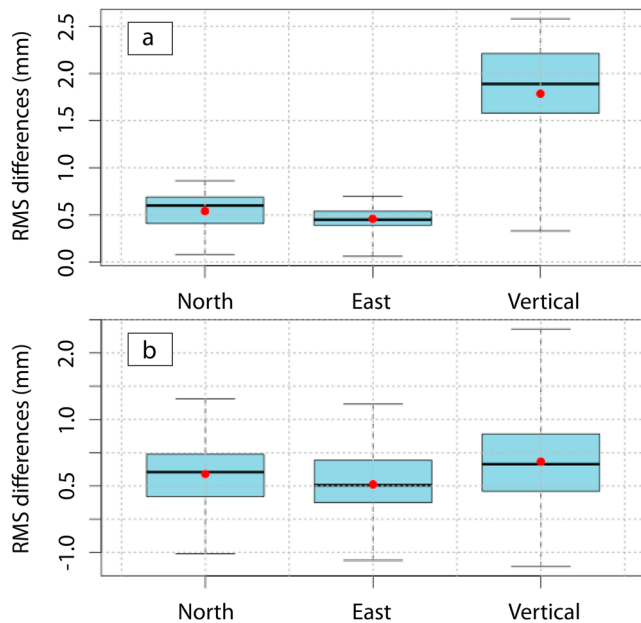 a
RMS differences (mm)
2.5
2.0
1.5
1.0
0.5
0.0
North East Vertical
b
RMS differences (mm)
2.0
1.0
0.5
-1.0
North East Vertical